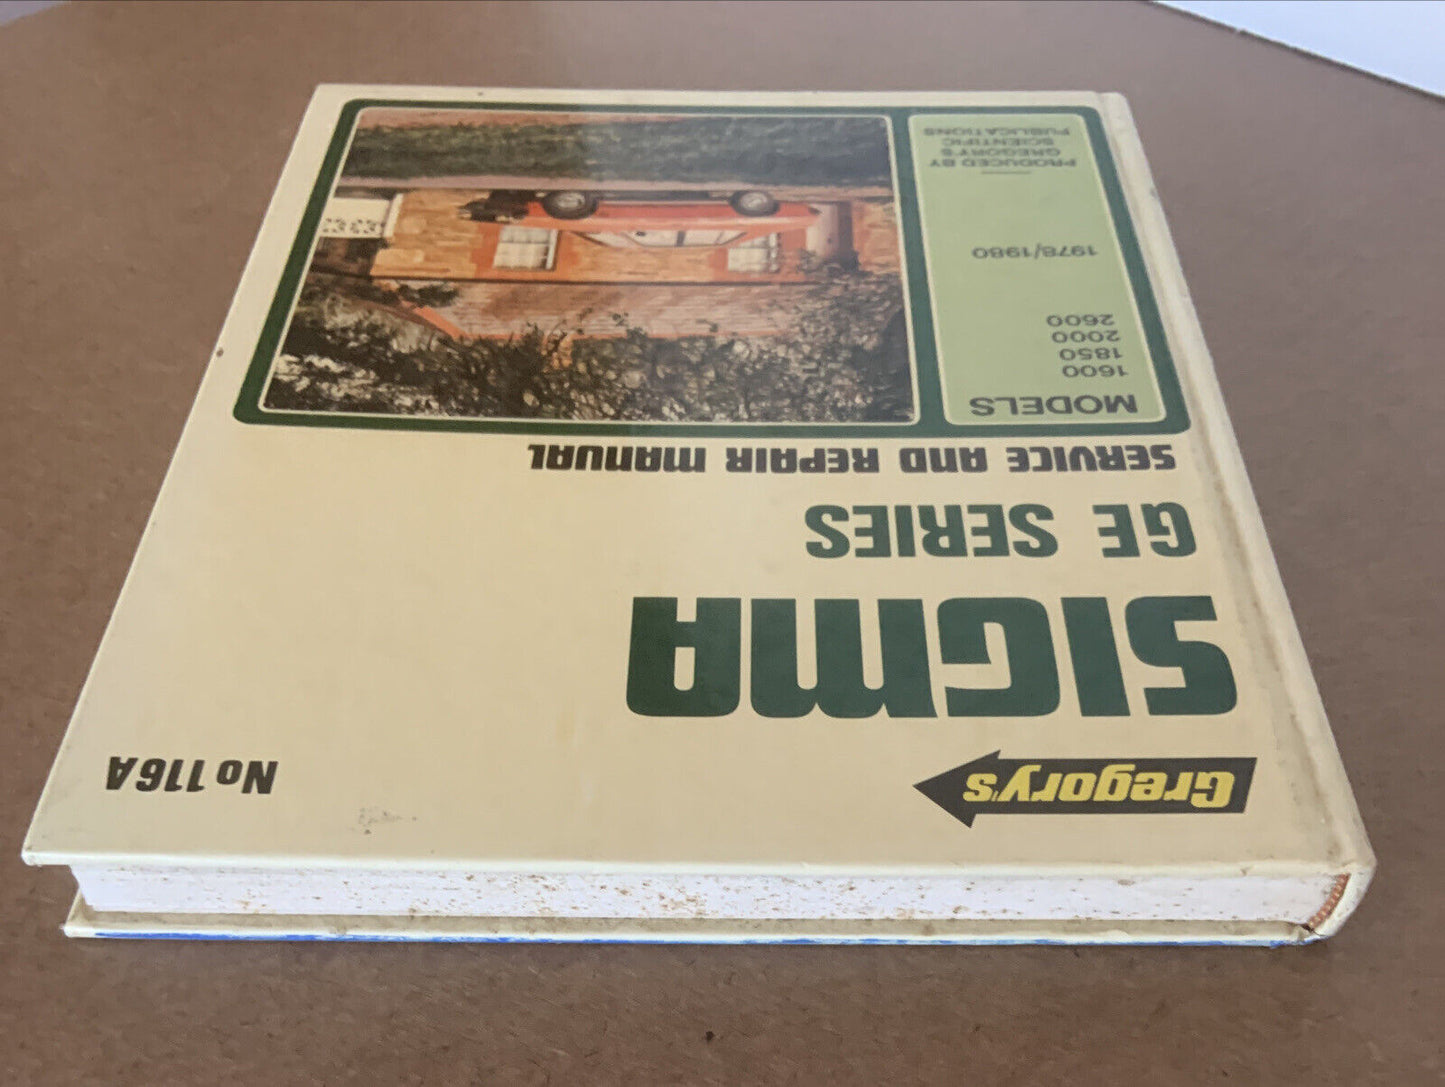 Gregory's
No 116A
SIGMA
GE SERIES
SERVICE AND REPAIR MANUAL
MODELS
1600
1850
2000
2600
1978/1980
PRODUCED BY
GREGORY'S
SCIENTIFIC
PUBLICATIONS